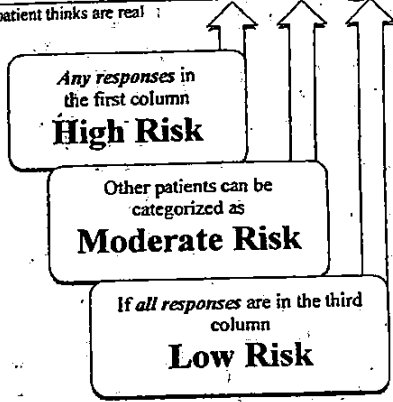 patient thinks are real
Any responses in
the first column
High Risk
Other patients can be
categorized as
Moderate Risk
If all responses are in the third
column
Low Risk